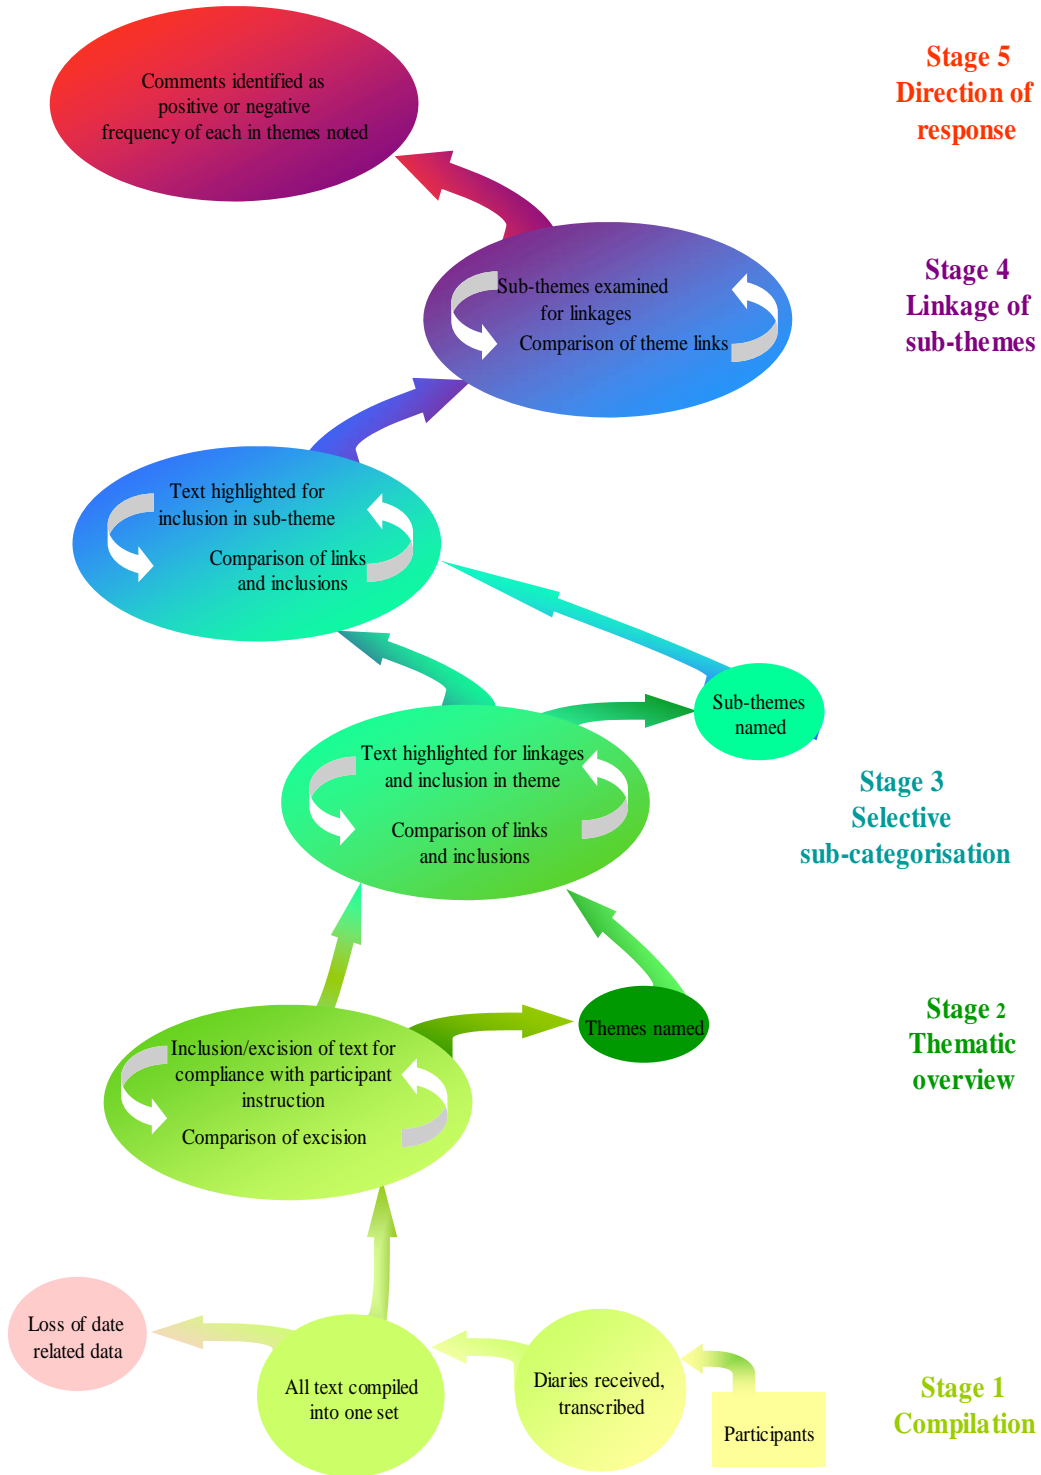 Comments identified as
positive or negative
frequency of each in themes noted
Stage 5
Direction of
response
Sub-themes examined
for linkages
Comparison of theme links
Stage 4
Linkage of
sub-themes
Text highlighted for
inclusion in sub-theme
Comparison of links
and inclusions
Sub-themes
named
Text highlighted for linkages
and inclusion in theme
Comparison of links
and inclusions
Stage 3
Selective
sub-categorisation
Inclusion/excision of text for
compliance with participant
instruction
Comparison of excision
Themes named
Stage 2
Thematic
overview
Loss of date
related data
All text compiled
into one set
Diaries received,
transcribed
Participants
Stage 1
Compilation